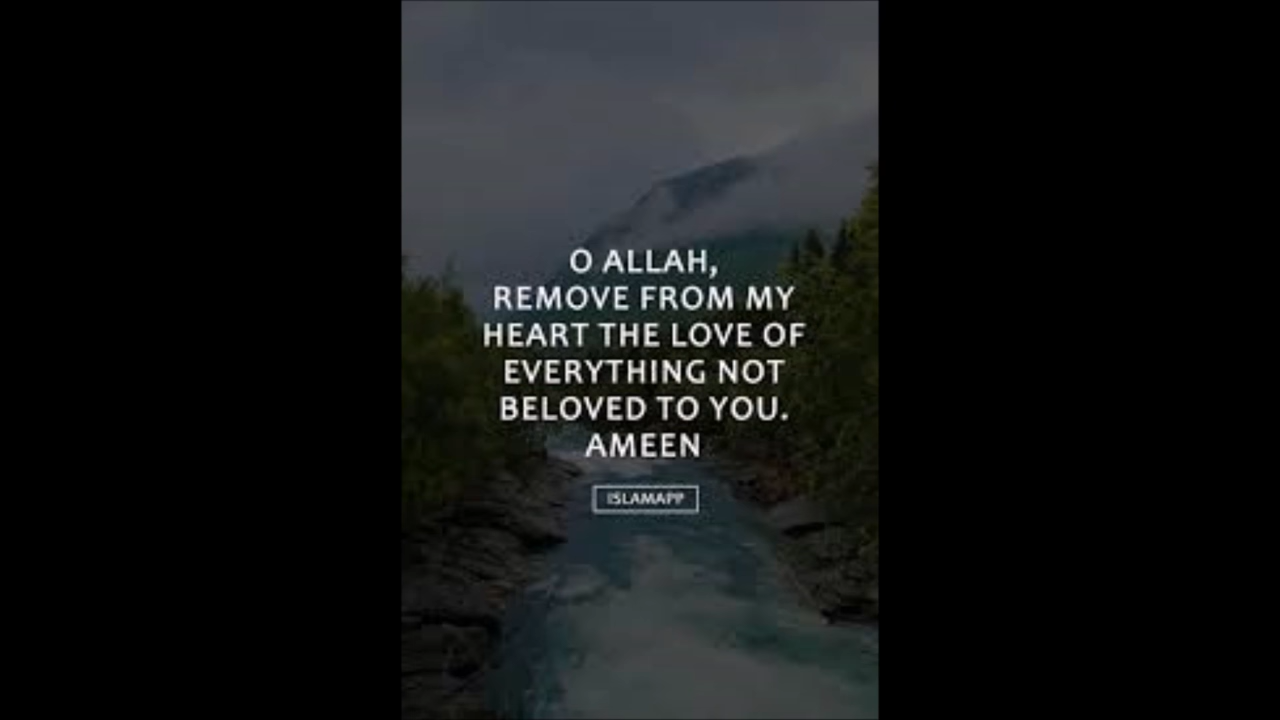 O ALLAH,
REMOVE FROM MY
HEART THE LOVE OF
EVERYTHING NOT
BELOVED TO YOU.
AMEEN
ISLAMAPP